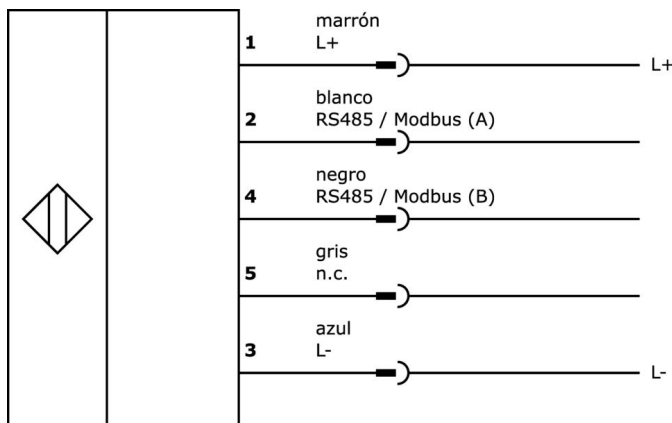 marrón
1 L+ L+
blanco
2 RS485 / Modbus (A)
negro
4 RS485 / Modbus (B)
gris
5 n.c.
azul
3 L- L-